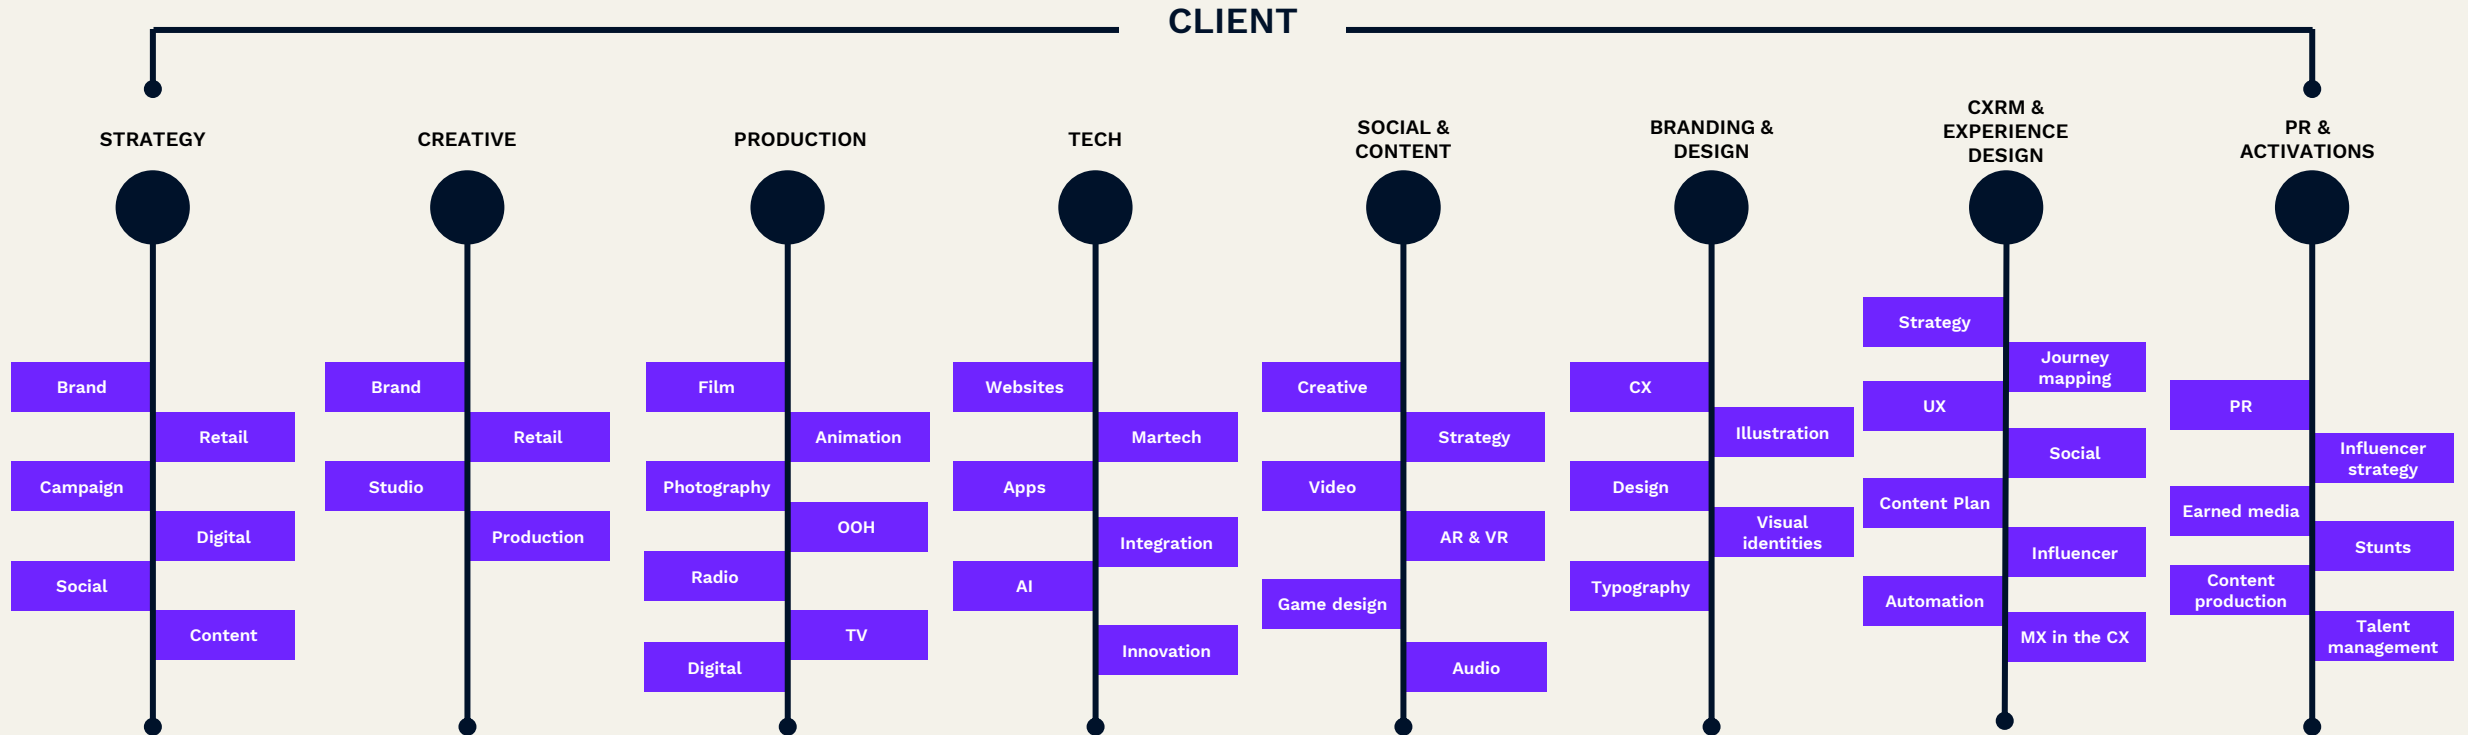 CLIENT
STRATEGY
Brand
Retail
Campaign
Digital
Social
Content
CREATIVE
Brand
Retail
Studio
Production
PRODUCTION
Film
Animation
Photography
OOH
Radio
TV
Digital
TECH
Websites
Martech
Apps
Integration
AI
Innovation
SOCIAL &
CONTENT
Creative
Strategy
Video
AR & VR
Game design
Audio
BRANDING &
DESIGN
CX
Illustration
Design
Visual
identities
Typography
CXRM &
EXPERIENCE
DESIGN
Strategy
Journey
mapping
UX
Social
Content Plan
Influencer
Automation
MX in the CX
PR &
ACTIVATIONS
PR
Influencer
strategy
Earned media
Stunts
Content
production
Talent
management